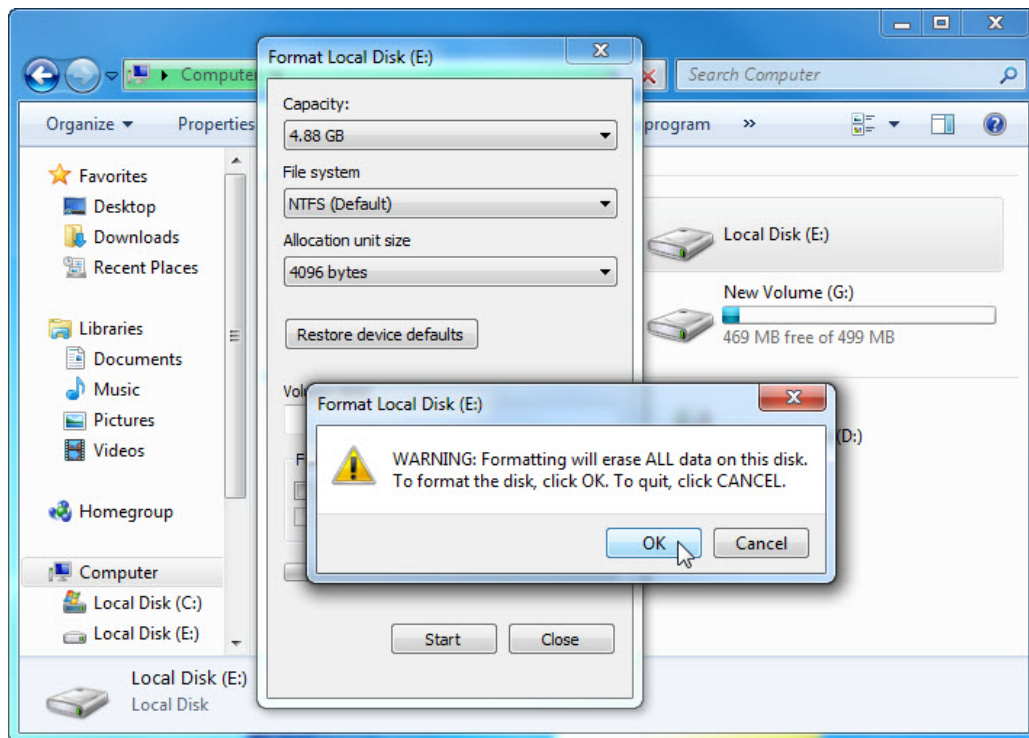 Format Local Disk (E:)
Computer
Search Computer
Organize
Properties
program
»
Capacity:
4.88 GB
File system
NTFS (Default)
Allocation unit size
4096 bytes
Restore device defaults
Favorites
Desktop
Downloads
Recent Places
Libraries
Documents
Music
Pictures
Videos
Homegroup
Computer
Local Disk (C:)
Local Disk (E:)
Local Disk (E:)
New Volume (G:)
469 MB free of 499 MB
(D:)
Format Local Disk (E:)
WARNING: Formatting will erase ALL data on this disk.
To format the disk, click OK. To quit, click CANCEL.
OK
Cancel
Start
Close
Local Disk (E:)
Local Disk